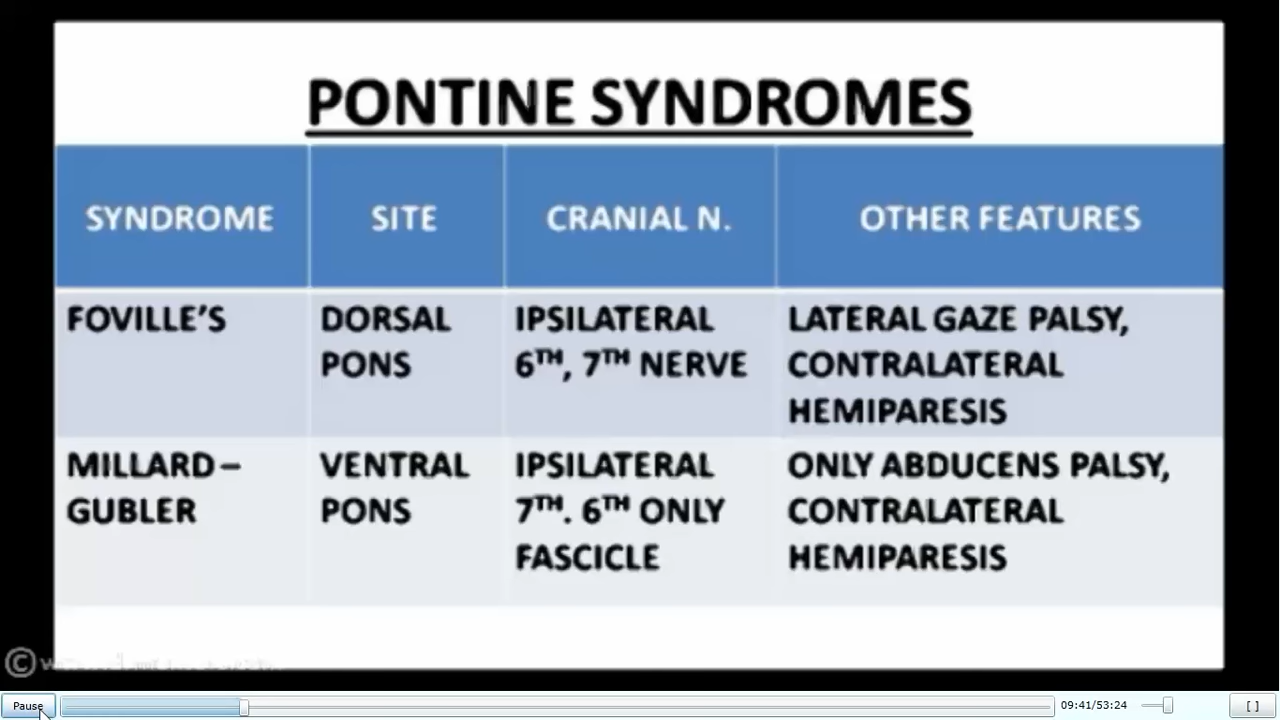 PONTINE SYNDROMES
SYNDROME SITE CRANIAL N. OTHER FEATURES
FOVILLE'S DORSAL IPSILATERAL LATERAL GAZE PALSY,
PONS 6TH, 7TH NERVE CONTRALATERAL
HEMIPARESIS
MILLARD – VENTRAL IPSILATERAL ONLY ABDUCENS PALSY,
GUBLER PONS 7TH. 6TH ONLY CONTRALATERAL
FASCICLE HEMIPARESIS
©
Pause 09:41/53:24 [ ]